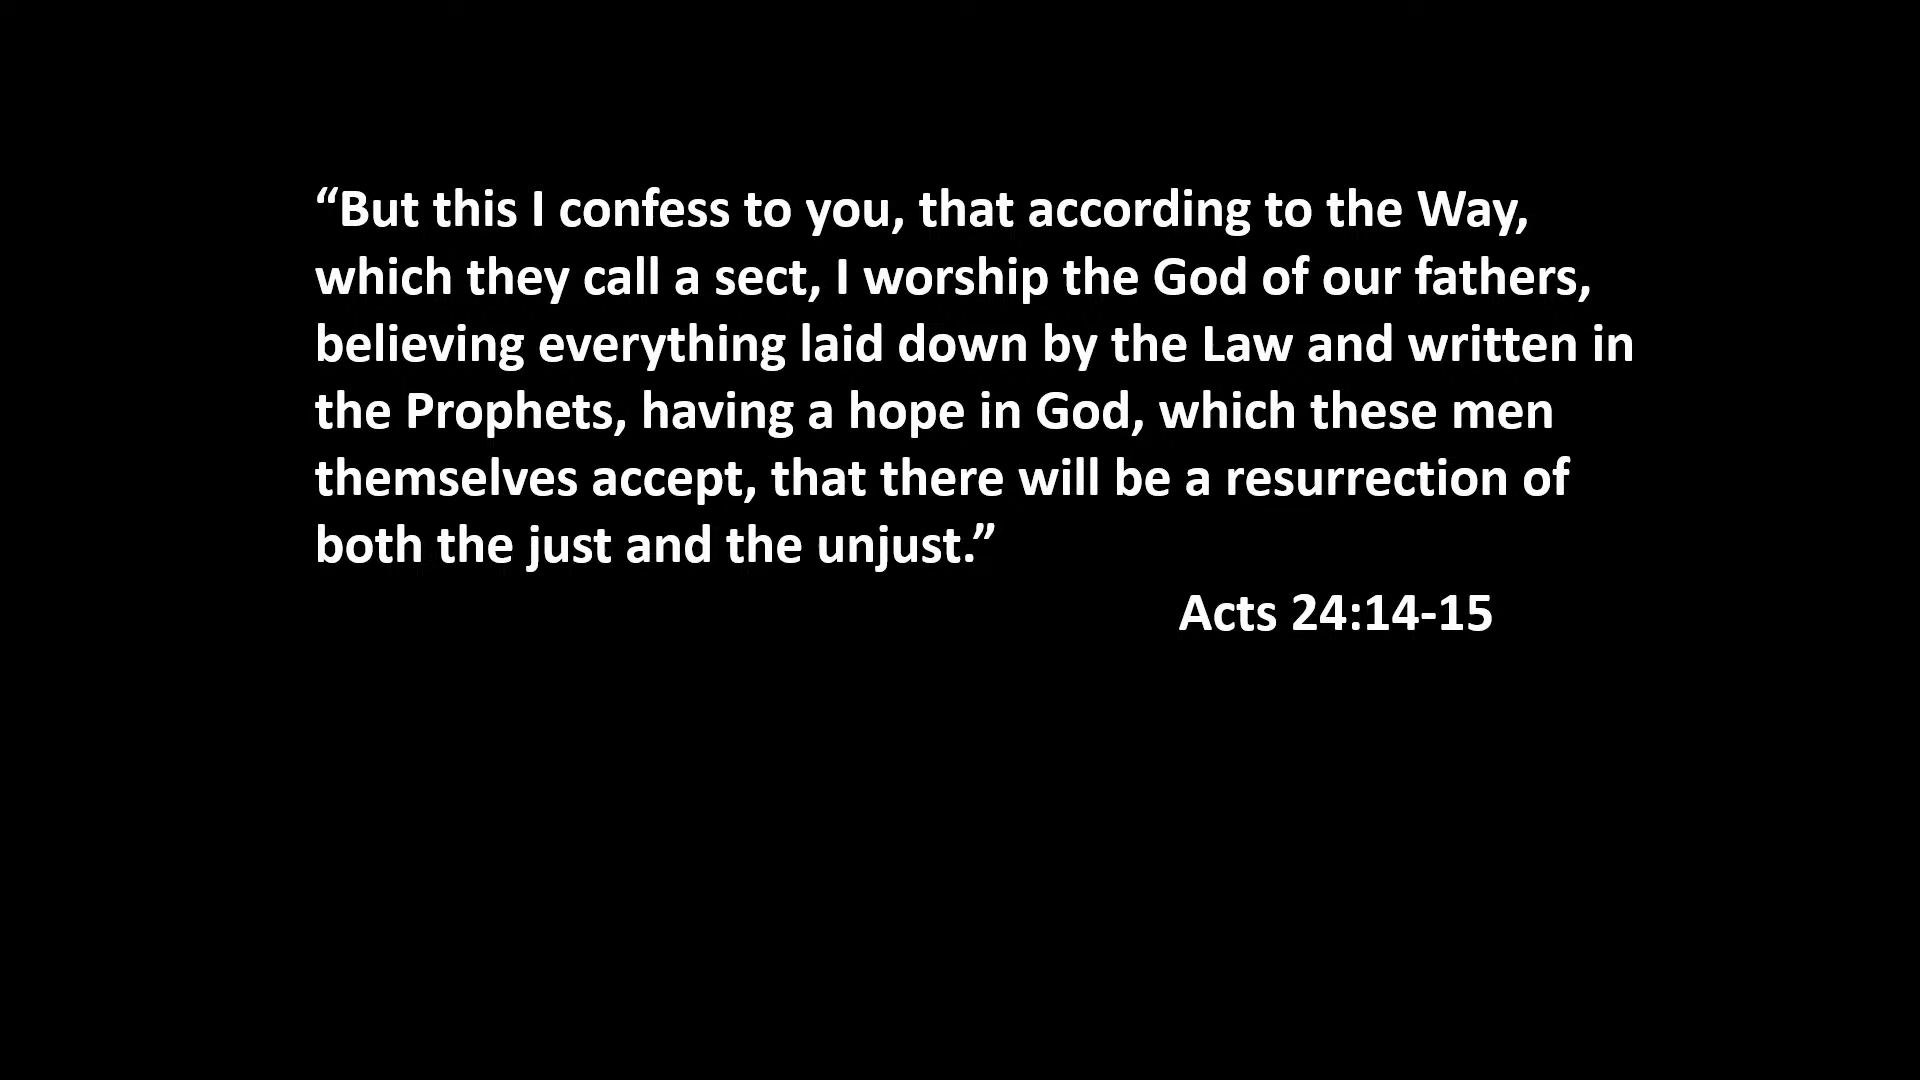 “But this I confess to you, that according to the Way,
which they call a sect, I worship the God of our fathers,
believing everything laid down by the Law and written in
the Prophets, having a hope in God, which these men
themselves accept, that there will be a resurrection of
both the just and the unjust.”
Acts 24:14-15